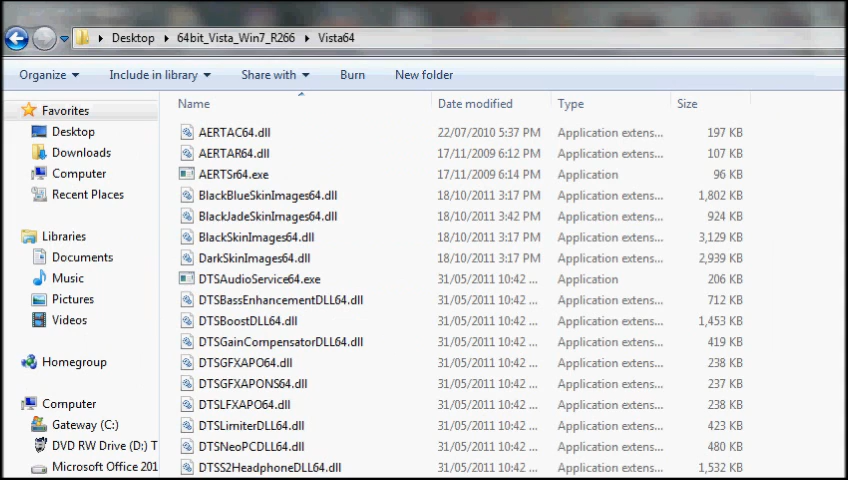 Desktop 64bit_Vista_Win7_R266 Vista64
Organize Include in library Share with Burn New folder
Favorites
Desktop
Downloads
Computer
Recent Places
Libraries
Documents
Music
Pictures
Videos
Homegroup
Computer
Gateway (C:)
DVD RW Drive (D:) T
Microsoft Office 201
Name Date modified Type Size
AERTAC64.dll 22/07/2010 5:37 PM Application extens... 197 KB
AERTAR64.dll 17/11/2009 6:12 PM Application extens... 107 KB
AERTSr64.exe 17/11/2009 6:14 PM Application 96 KB
BlackBlueSkinImages64.dll 18/10/2011 3:17 PM Application extens... 1,802 KB
BlackJadeSkinImages64.dll 18/10/2011 3:42 PM Application extens... 924 KB
BlackSkinImages64.dll 18/10/2011 3:17 PM Application extens... 3,129 KB
DarkSkinImages64.dll 18/10/2011 3:17 PM Application extens... 2,939 KB
DTSAudioService64.exe 31/05/2011 10:42 ... Application 206 KB
DTSBassEnhancementDLL64.dll 31/05/2011 10:42 ... Application extens... 712 KB
DTSBoostDLL64.dll 31/05/2011 10:42 ... Application extens... 1,453 KB
DTSGainCompensatorDLL64.dll 31/05/2011 10:42 ... Application extens... 419 KB
DTSGFXAPO64.dll 31/05/2011 10:42 ... Application extens... 238 KB
DTSGFXAPONS64.dll 31/05/2011 10:42 ... Application extens... 237 KB
DTSLFXAPO64.dll 31/05/2011 10:42 ... Application extens... 238 KB
DTSLimiterDLL64.dll 31/05/2011 10:42 ... Application extens... 423 KB
DTSNeoPCDLL64.dll 31/05/2011 10:42 ... Application extens... 480 KB
DTSS2HeadphoneDLL64.dll 31/05/2011 10:42 ... Application extens... 1,532 KB